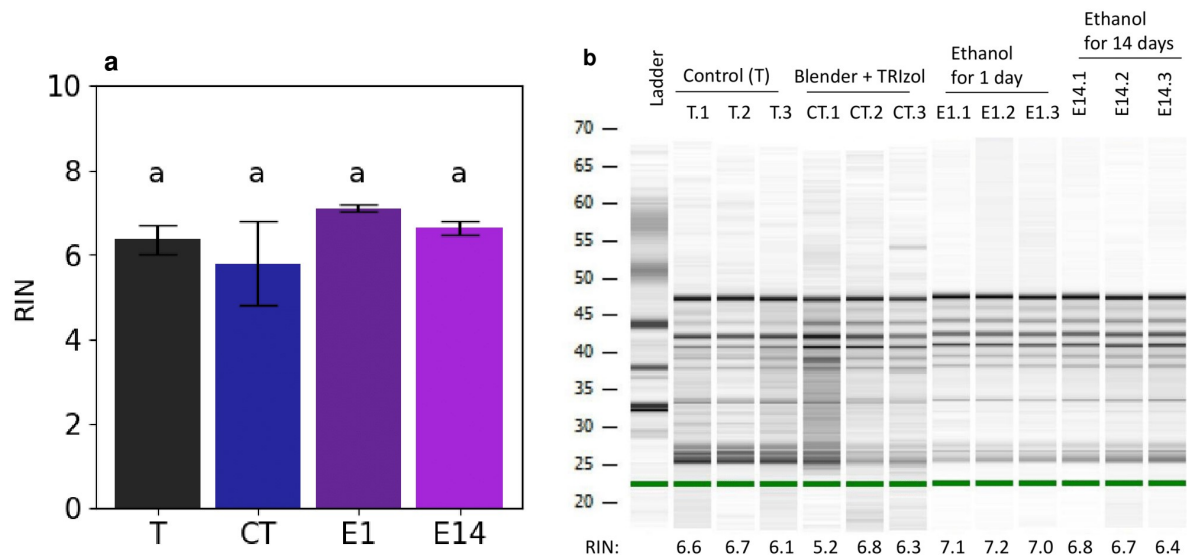 a
10
8
6
4
2
0
RIN
a a a a
T CT E1 E14
b
Ladder
Control (T)
Blender + TRIzol
Ethanol
for 1 day
Ethanol
for 14 days
T.1 T.2 T.3 CT.1 CT.2 CT.3 E1.1 E1.2 E1.3 E14.1 E14.2 E14.3
70
65
60
55
50
45
40
35
30
25
20
RIN: 6.6 6.7 6.1 5.2 6.8 6.3 7.1 7.2 7.0 6.8 6.7 6.4